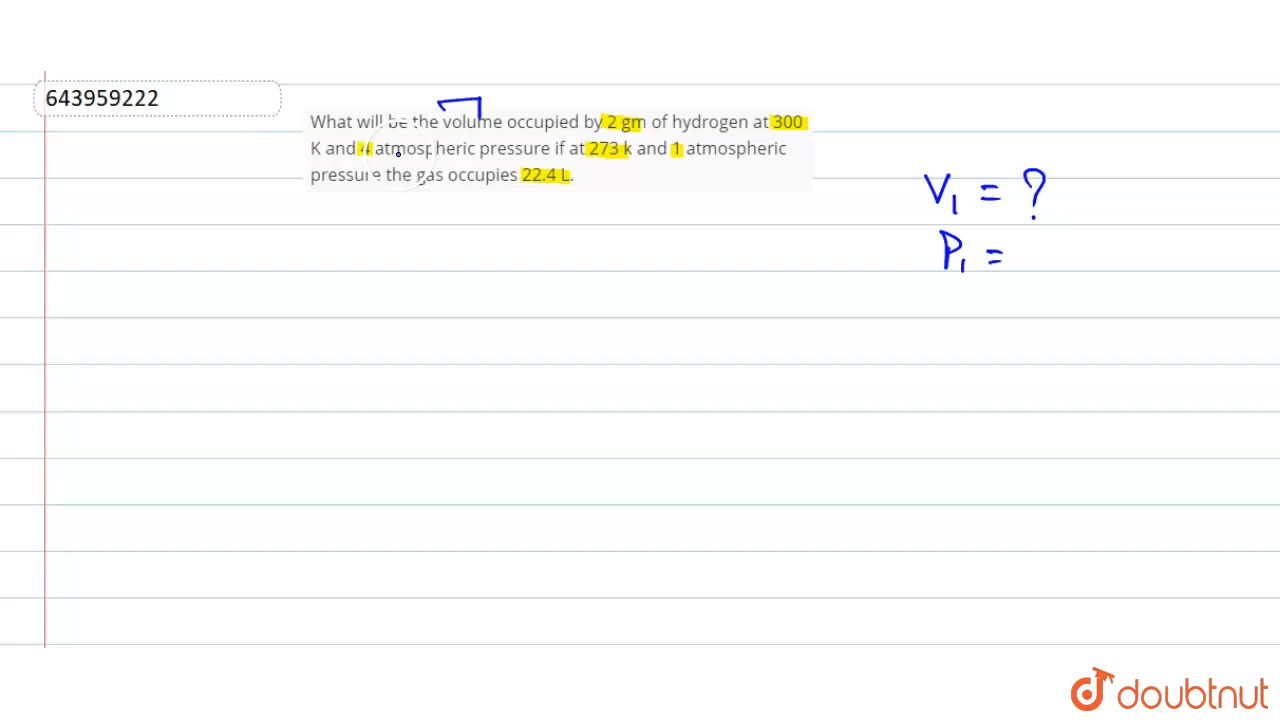 643959222
What will be the volume occupied by 2 gm of hydrogen at 300
K and 4 atmospheric pressure if at 273 k and 1 atmospheric
pressure the gas occupies 22.4 L.
V₁ = ?
P₁ =
doubtnut